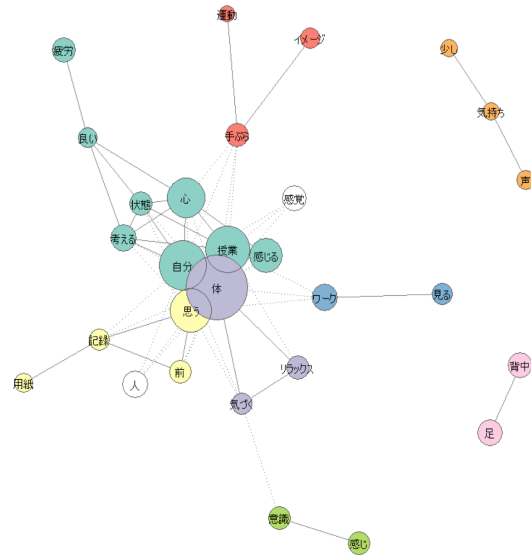 運動
イメージ
疲労
少し
良い
手ぶら
気持ち
声
状態
心
感覚
考える
授業
感じる
自分
体
思う
ワーク
見る
記録
用紙
前
人
リラックス
気づく
背中
足
意識
感じ